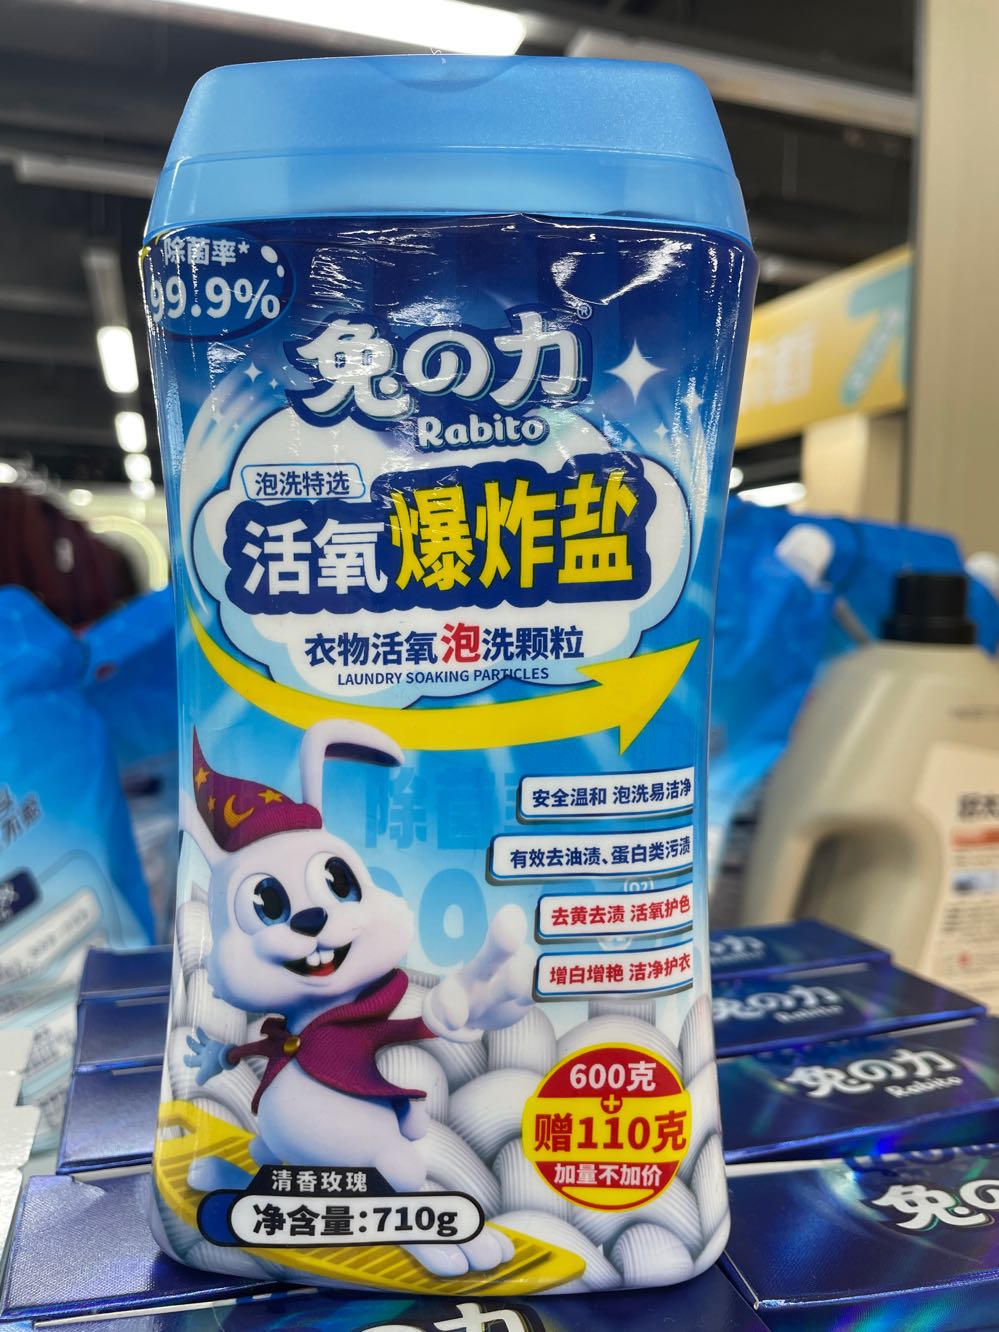 除菌率*
99.9%
兔の力®
Rabito
泡洗特选
活氧爆炸盐
衣物活氧泡洗颗粒
LAUNDRY SOAKING PARTICLES
安全温和 泡洗易洁净
有效去油渍、蛋白类污渍
去黄去渍 活氧护色
增白增艳 洁净护衣
600克
+
赠110克
加量不加价
清香玫瑰
净含量:710g
兔の力
Rabito
兔の力
Rabito